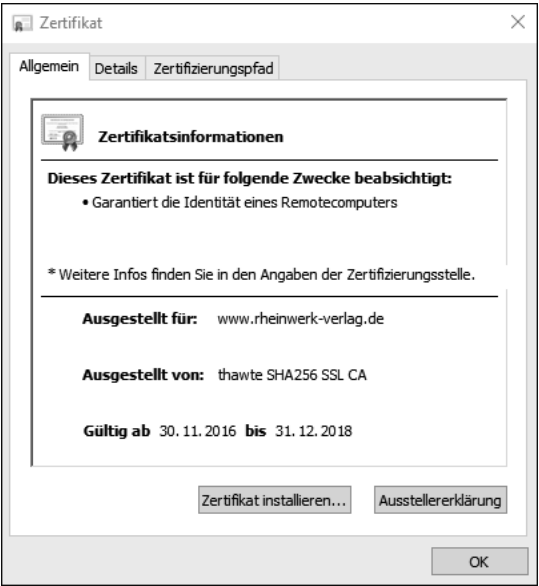 Zertifikat
Allgemein Details Zertifizierungspfad
Zertifikatsinformationen
Dieses Zertifikat ist für folgende Zwecke beabsichtigt:
• Garantiert die Identität eines Remotecomputers
* Weitere Infos finden Sie in den Angaben der Zertifizierungsstelle.
Ausgestellt für: www.rheinwerk-verlag.de
Ausgestellt von: thawte SHA256 SSL CA
Gültig ab 30.11.2016 bis 31.12.2018
Zertifikat installieren... Ausstellererklärung
OK